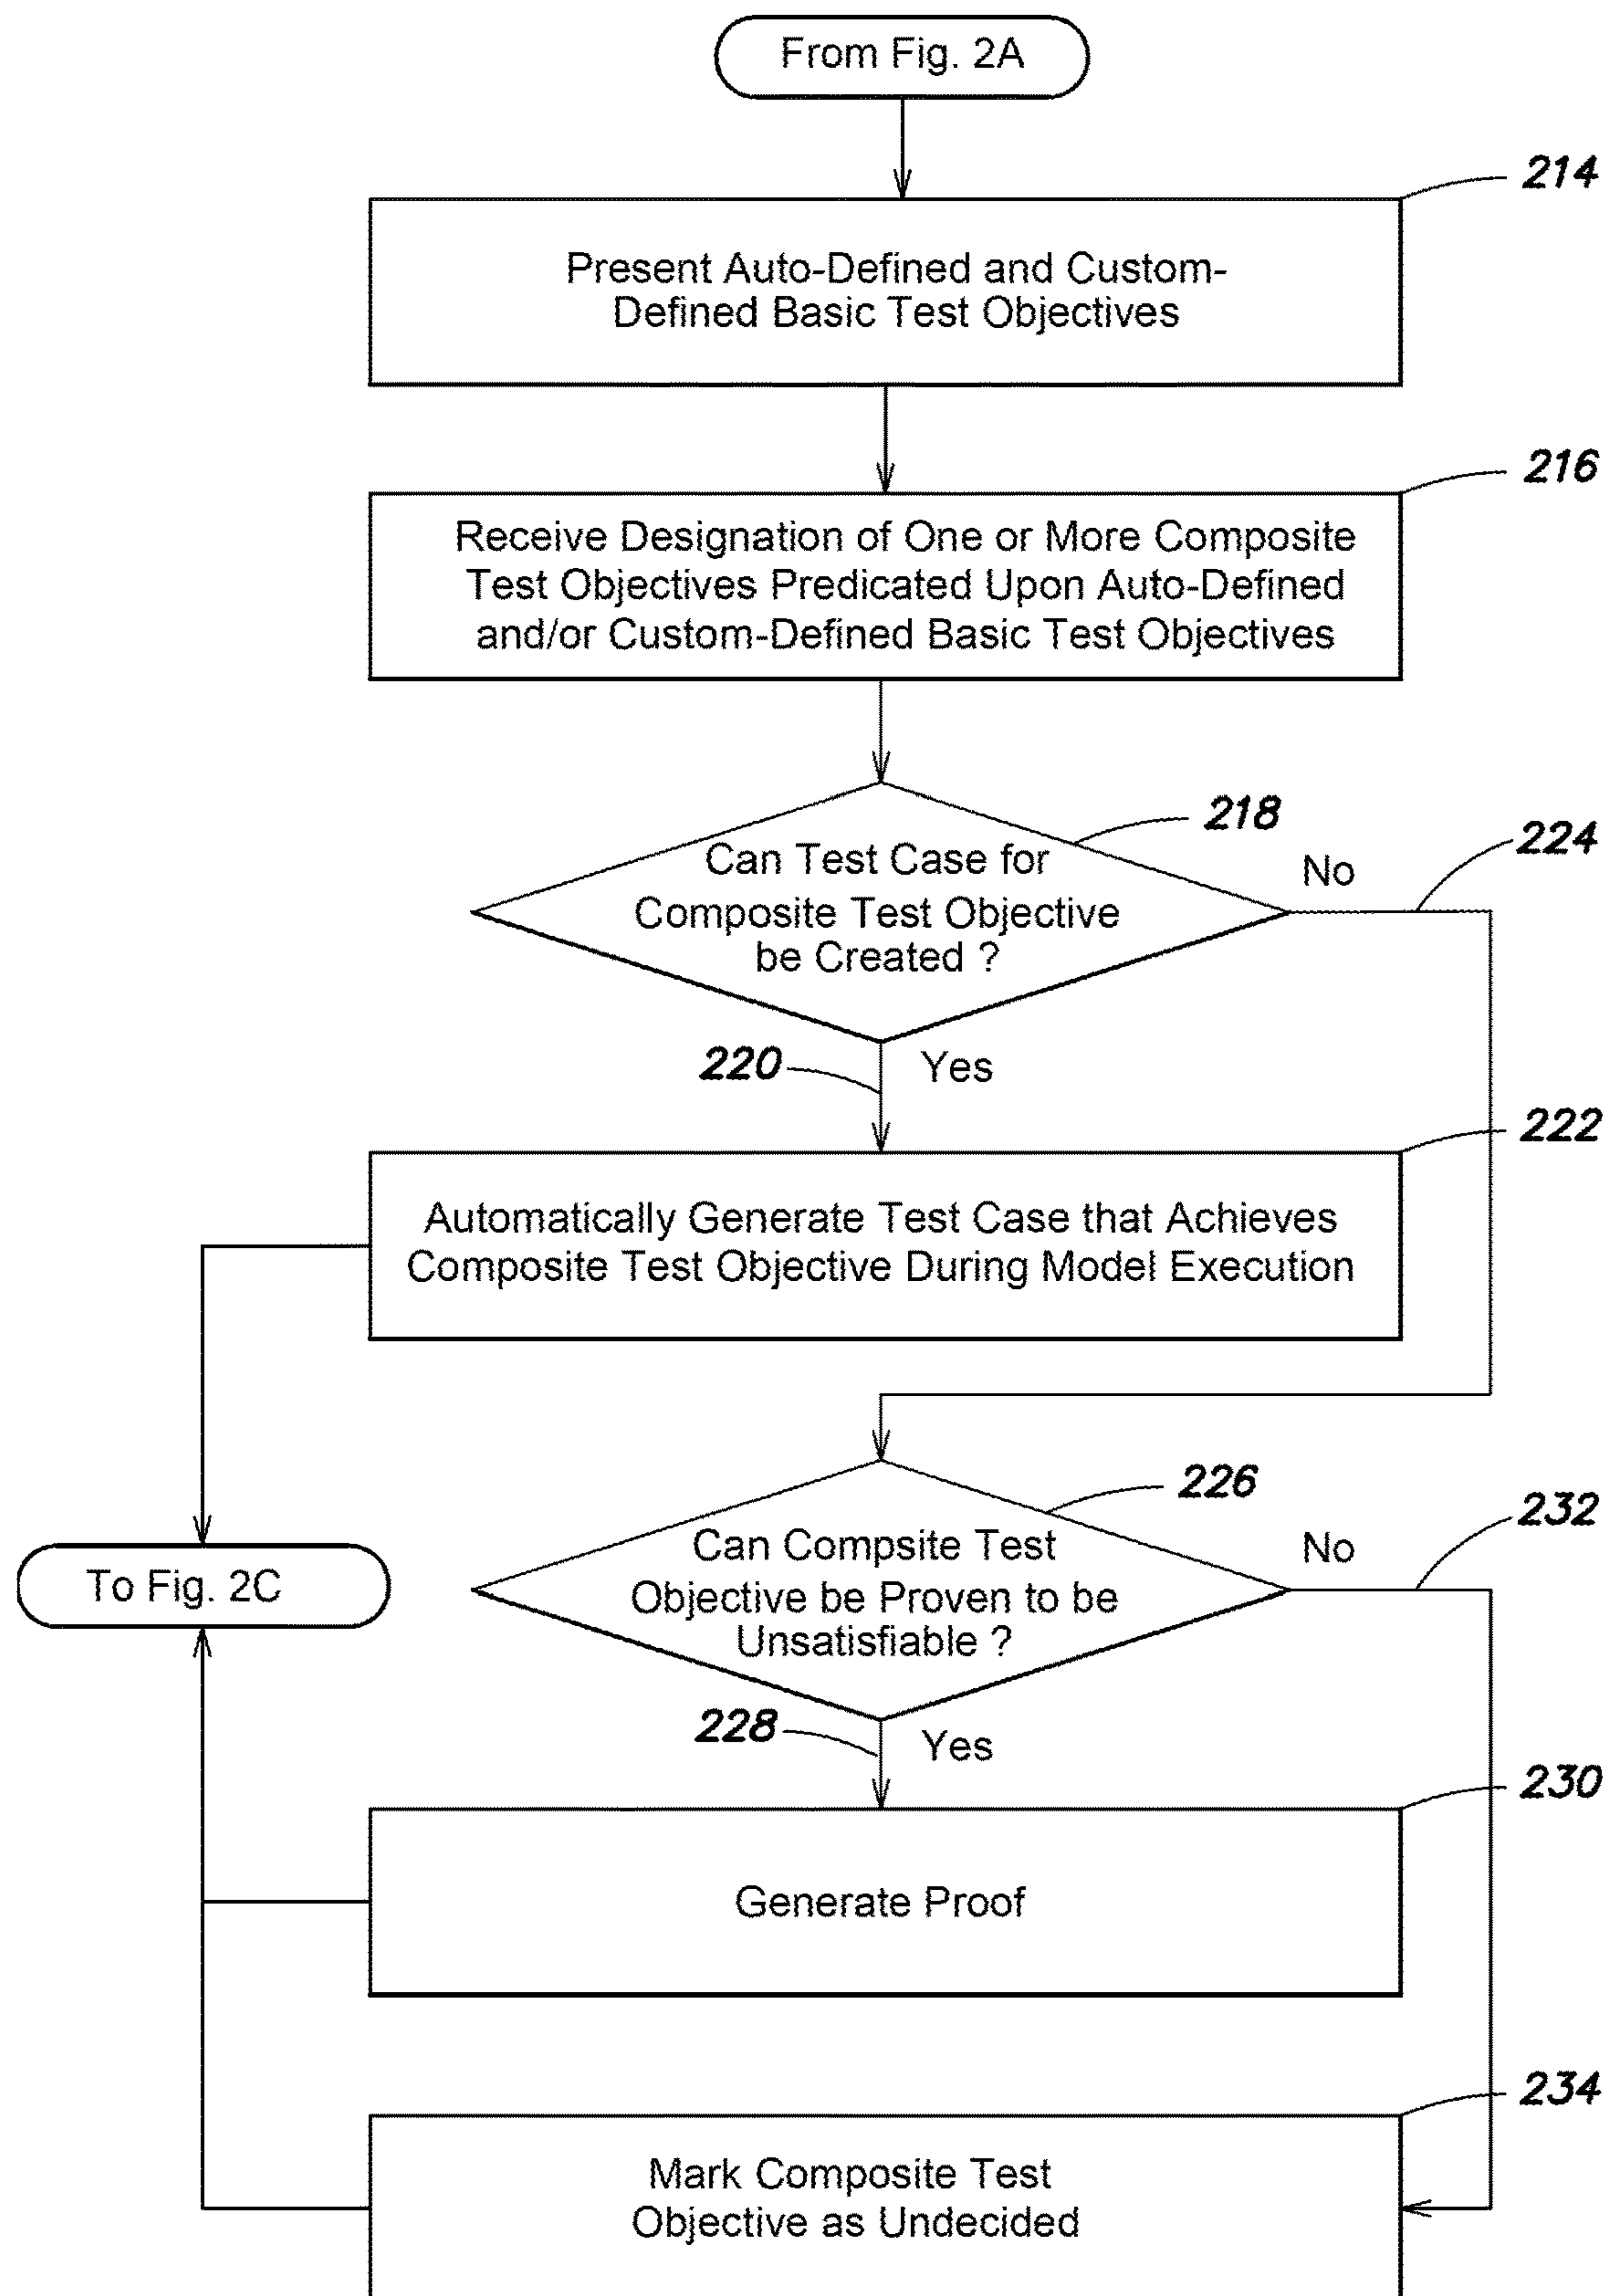 From Fig. 2A
214
Present Auto-Defined and Custom-
Defined Basic Test Objectives
216
Receive Designation of One or More Composite
Test Objectives Predicated Upon Auto-Defined
and/or Custom-Defined Basic Test Objectives
218
224
Can Test Case for
Composite Test Objective
be Created ?
No
220
Yes
222
Automatically Generate Test Case that Achieves
Composite Test Objective During Model Execution
226
232
Can Compsite Test
Objective be Proven to be
Unsatisfiable ?
No
To Fig. 2C
228
Yes
230
Generate Proof
234
Mark Composite Test
Objective as Undecided